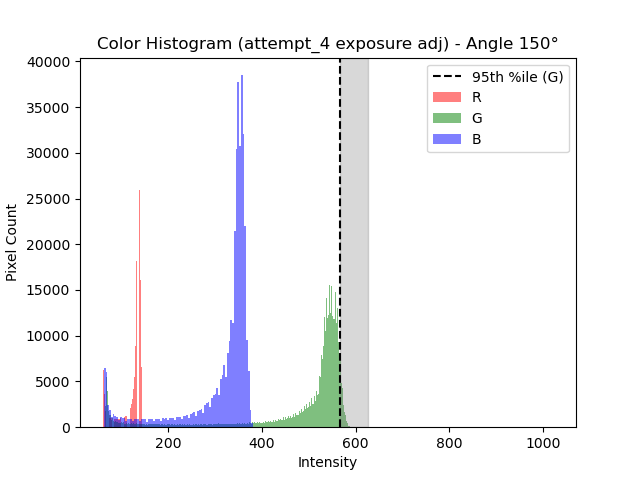 Color Histogram (attempt_4 exposure adj) - Angle 150°
40000
35000
30000
25000
20000
15000
10000
5000
0
Pixel Count
95th %ile (G)
R
G
B
200
400
600
800
1000
Intensity